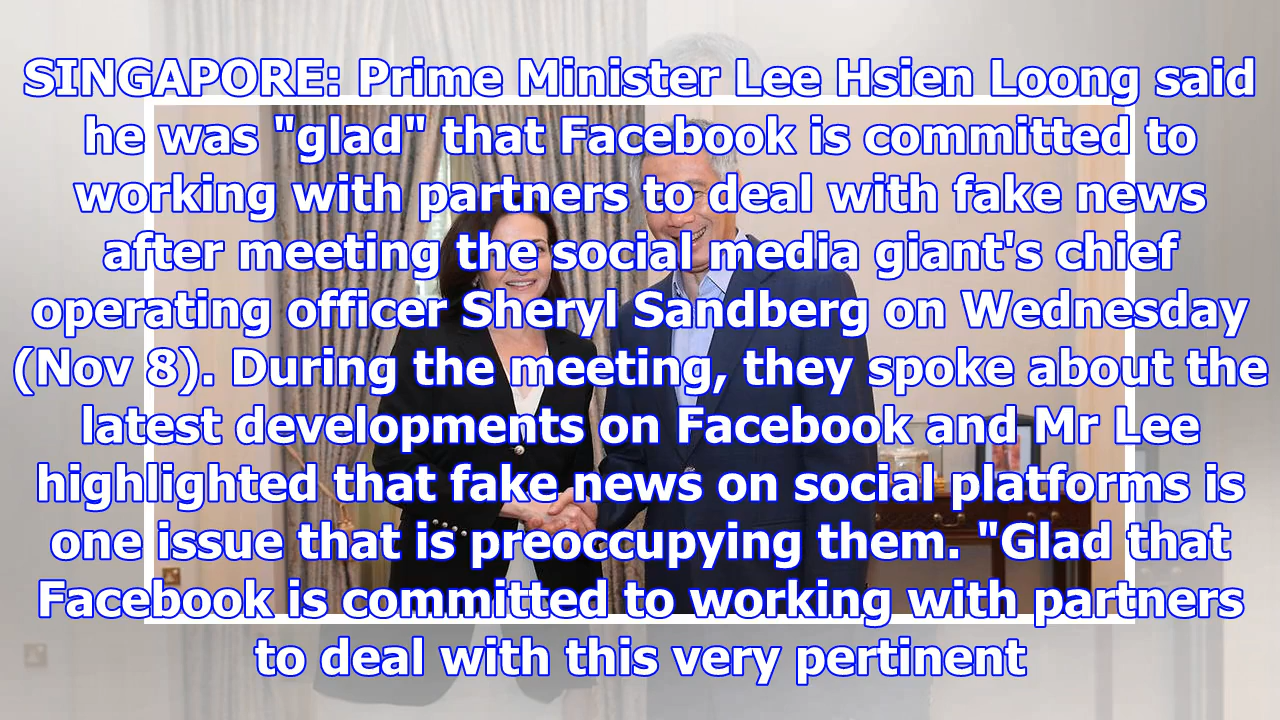 SINGAPORE: Prime Minister Lee Hsien Loong said
he was "glad" that Facebook is committed to
working with partners to deal with fake news
after meeting the social media giant's chief
operating officer Sheryl Sandberg on Wednesday
(Nov 8). During the meeting, they spoke about the
latest developments on Facebook and Mr Lee
highlighted that fake news on social platforms is
one issue that is preoccupying them. "Glad that
Facebook is committed to working with partners
to deal with this very pertinent